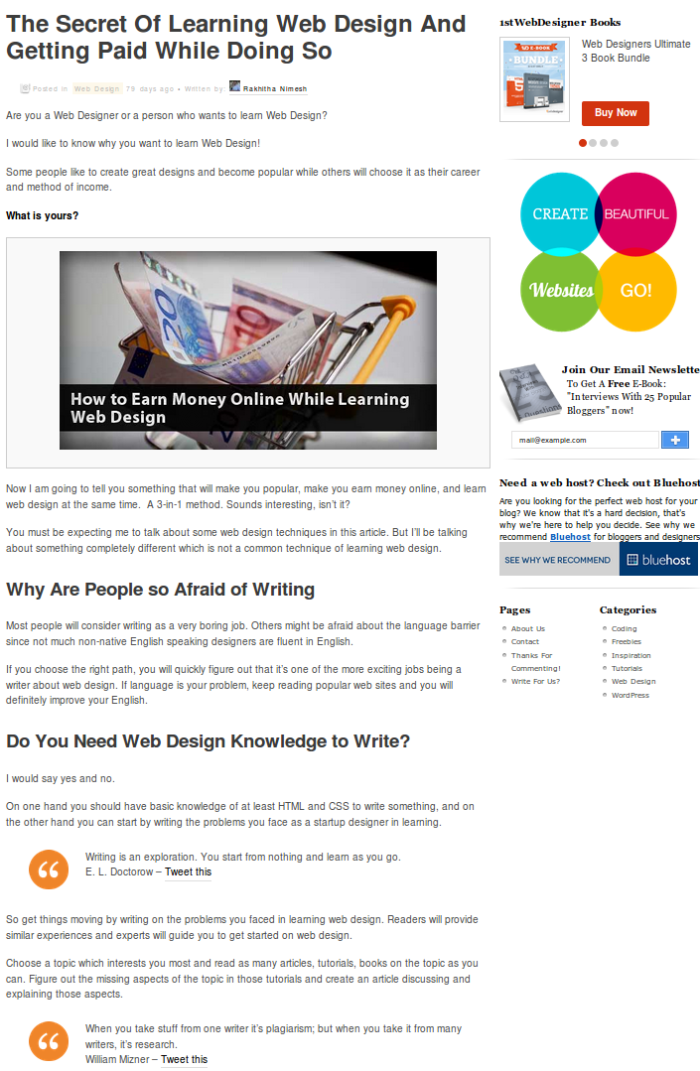 The Secret Of Learning Web Design And
Getting Paid While Doing So
Posted in Web Design 79 days ago • Written by Rakhitha Nimesh
Are you a Web Designer or a person who wants to learn Web Design?
I would like to know why you want to learn Web Design!
Some people like to create great designs and become popular while others will choose it as their career
and method of income.
What is yours?
How to Earn Money Online While Learning
Web Design
Now I am going to tell you something that will make you popular, make you earn money online, and learn
web design at the same time. A 3-in-1 method. Sounds interesting, isn't it?
You must be expecting me to talk about some web design techniques in this article. But I'll be talking
about something completely different which is not a common technique of learning web design.
Why Are People so Afraid of Writing
Most people will consider writing as a very boring job. Others might be afraid about the language barrier
since not much non-native English speaking designers are fluent in English.
If you choose the right path, you will quickly figure out that it's one of the more exciting jobs being a
writer about web design. If language is your problem, keep reading popular web sites and you will
definitely improve your English.
Do You Need Web Design Knowledge to Write?
I would say yes and no.
On one hand you should have basic knowledge of at least HTML and CSS to write something, and on
the other hand you can start by writing the problems you face as a startup designer in learning.
Writing is an exploration. You start from nothing and learn as you go.
E. L. Doctorow – Tweet this
So get things moving by writing on the problems you faced in learning web design. Readers will provide
similar experiences and experts will guide you to get started on web design.
Choose a topic which interests you most and read as many articles, tutorials, books on the topic as you
can. Figure out the missing aspects of the topic in those tutorials and create an article discussing and
explaining those aspects.
When you take stuff from one writer it's plagiarism; but when you take it from many
writers, it's research.
William Mizner – Tweet this
1stWebDesigner Books
E-BOOK
BUNDLE
Web Designers Ultimate
3 Book Bundle
Buy Now
CREATE
BEAUTIFUL
Websites
GO!
Join Our Email Newslette
To Get A Free E-Book:
"Interviews With 25 Popular
Bloggers" now!
mail@example.com
+
Need a web host? Check out Bluehost
Are you looking for the perfect web host for your
blog? We know that it's a hard decision, that's
why we're here to help you decide. See why we
recommend Bluehost for bloggers and designers
SEE WHY WE RECOMMEND
bluehost
Pages
About Us
Contact
Thanks For
Commenting!
Write For Us?
Categories
Coding
Freebies
Inspiration
Tutorials
Web Design
WordPress